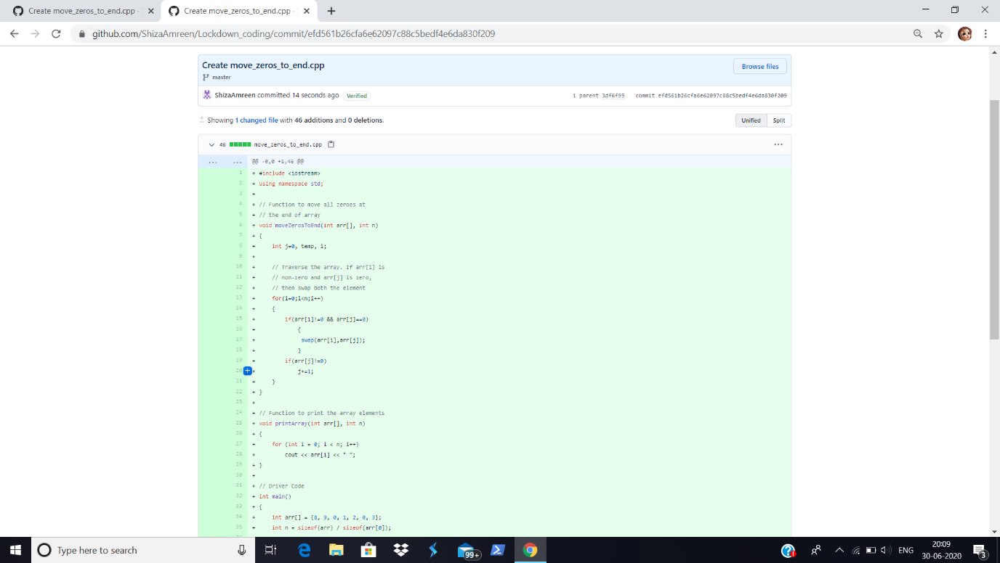 Create move_zeros_to_end.cpp ·
Create move_zeros_to_end.cpp ·
github.com/ShizaAmreen/Lockdown_coding/commit/efd561b26cfa6e62097c88c5bedf4e6da830f209
Create move_zeros_to_end.cpp
Browse files
master
ShizaAmreen committed 14 seconds ago Verified
1 parent 3df6f99 commit efd561b26cfa6e62097c88c5bedf4e6da830f209
Showing 1 changed file with 46 additions and 0 deletions.
Unified Split
46 move_zeros_to_end.cpp
... ... @@ -0,0 +1,46 @@
1 + #include <iostream>
2 + using namespace std;
3 +
4 + // Function to move all zeroes at
5 + // the end of array
6 + void moveZerosToEnd(int arr[], int n)
7 + {
8 + int j=0, temp, i;
9 +
10 + // Traverse the array. If arr[i] is
11 + // non-zero and arr[j] is zero,
12 + // then swap both the element
13 + for(i=0;i<n;i++)
14 + {
15 + if(arr[i]!=0 && arr[j]==0)
16 + {
17 + swap(arr[i],arr[j]);
18 + }
19 + if(arr[j]!=0)
20 + j+=1;
21 + }
22 + }
23 +
24 + // Function to print the array elements
25 + void printArray(int arr[], int n)
26 + {
27 + for (int i = 0; i < n; i++)
28 + cout << arr[i] << " ";
29 + }
30 +
31 + // Driver Code
32 + int main()
33 + {
34 + int arr[] = {8, 9, 0, 1, 2, 0, 3};
35 + int n = sizeof(arr) / sizeof(arr[0]);
Type here to search
99+
ENG
20:09
30-06-2020
3